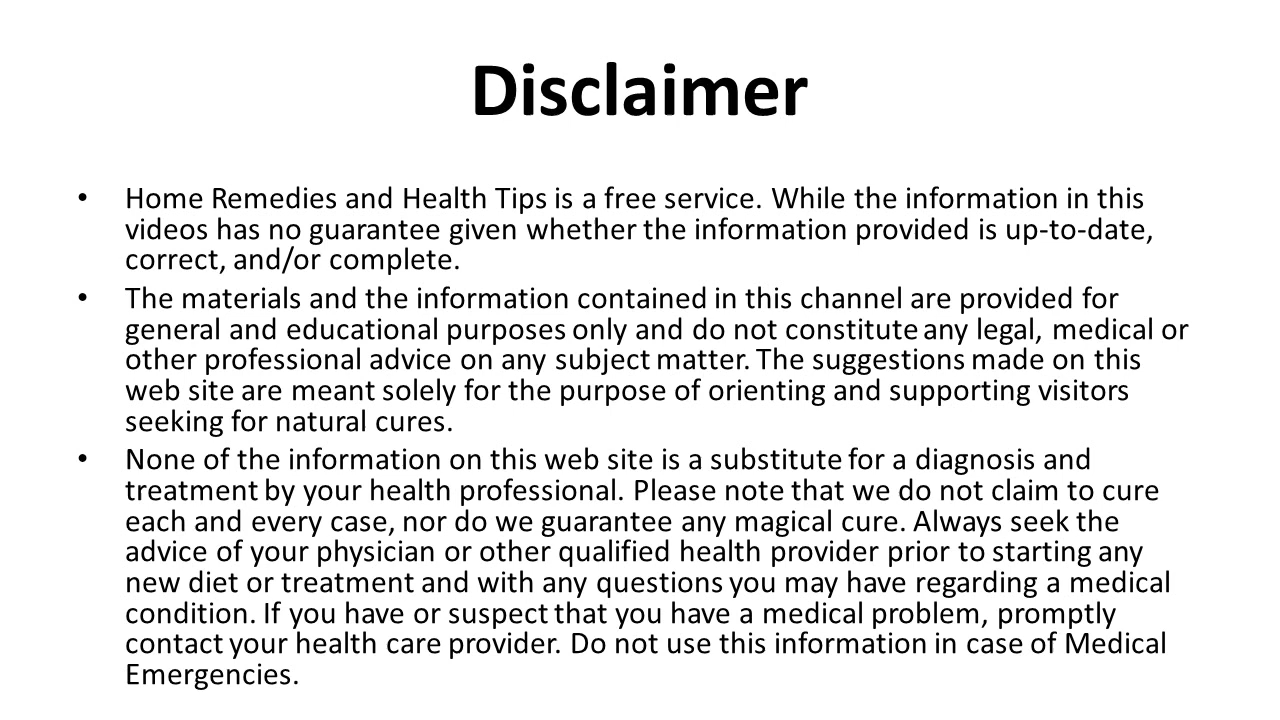 Disclaimer
• Home Remedies and Health Tips is a free service. While the information in this
videos has no guarantee given whether the information provided is up-to-date,
correct, and/or complete.
• The materials and the information contained in this channel are provided for
general and educational purposes only and do not constitute any legal, medical or
other professional advice on any subject matter. The suggestions made on this
web site are meant solely for the purpose of orienting and supporting visitors
seeking for natural cures.
• None of the information on this web site is a substitute for a diagnosis and
treatment by your health professional. Please note that we do not claim to cure
each and every case, nor do we guarantee any magical cure. Always seek the
advice of your physician or other qualified health provider prior to starting any
new diet or treatment and with any questions you may have regarding a medical
condition. If you have or suspect that you have a medical problem, promptly
contact your health care provider. Do not use this information in case of Medical
Emergencies.